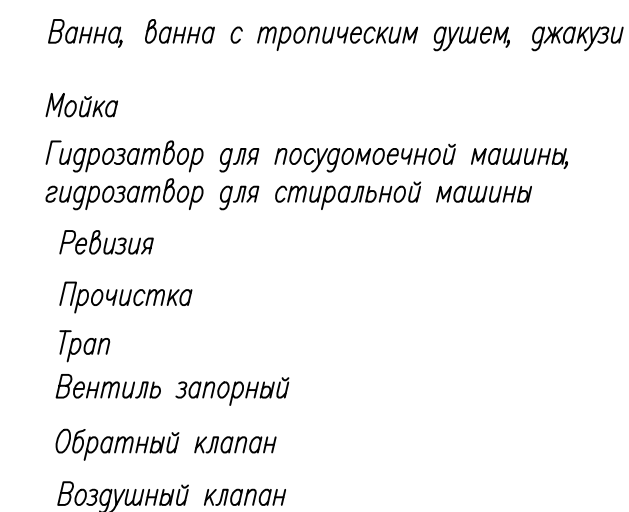 Ванна, ванна с тропическим душем, джакузи
Мойка
Гидрозатвор для посудомоечной машины,
гидрозатвор для стиральной машины
Ревизия
Прочистка
Трап
Вентиль запорный
Обратный клапан
Воздушный клапан